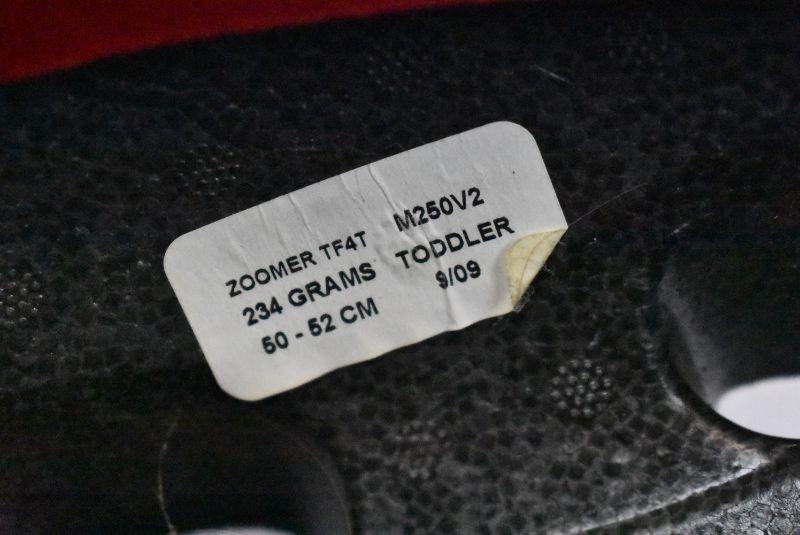 ZOOMER TF4T M250V2
234 GRAMS TODDLER
50 - 52 CM 9/09